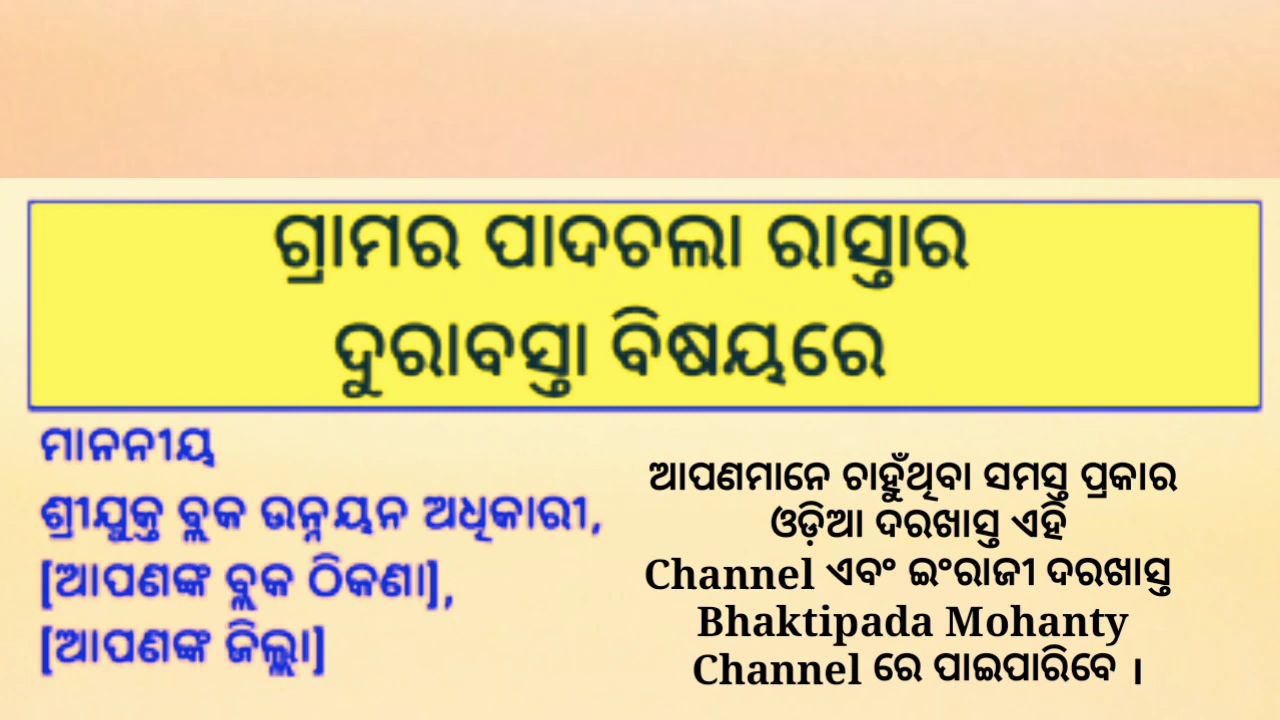 ଗ୍ରାମର ପାଦଚଲା ରାସ୍ତାର
ଦୁରାବସ୍ତା ବିଷୟରେ
ମାନନୀୟ
ଶ୍ରୀଯୁକ୍ତ ବ୍ଲକ ଉନ୍ନୟନ ଅଧିକାରୀ,
[ଆପଣଙ୍କ ବ୍ଲକ ଠିକଣା],
[ଆପଣଙ୍କ ଜିଲ୍ଲା]
ଆପଣମାନେ ଚାହୁଁଥିବା ସମସ୍ତ ପ୍ରକାର
ଓଡ଼ିଆ ଦରଖାସ୍ତ ଏହି
Channel ଏବଂ ଇଂରାଜୀ ଦରଖାସ୍ତ
Bhaktipada Mohanty
Channel ରେ ପାଇପାରିବେ ।